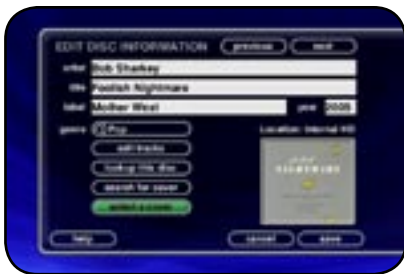 EDIT DISC INFORMATION previous next
artist Bob Sharkey
title Foolish Nightmare
label Mother West year 2005
genre Pop Location: Internal HD
edit tracks
lookup this disc
search for cover
select a cover
NIGHTMARE
help cancel save